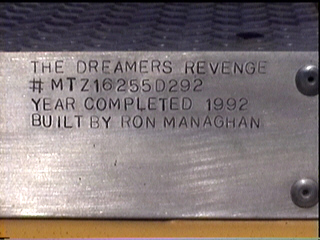 THE DREAMERS REVENGE
# MTZ16255D292
YEAR COMPLETED 1992
BUILT BY RON MANAGHAN